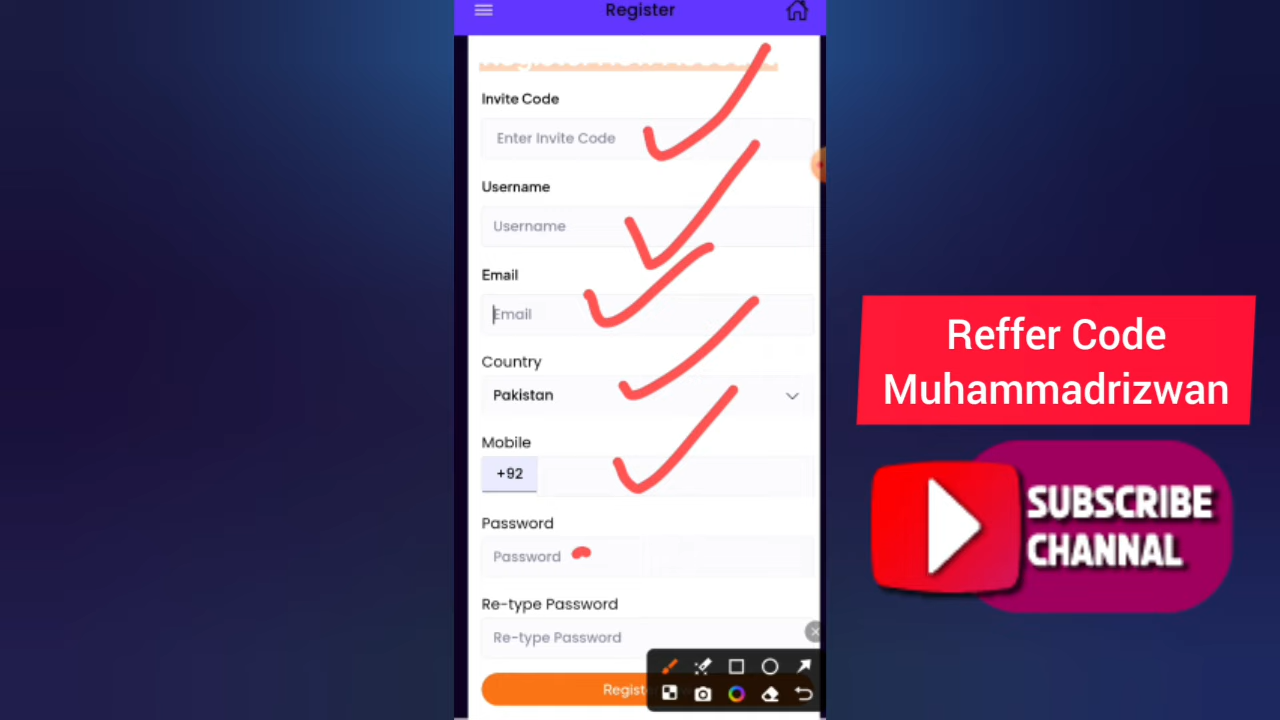 Register
Invite Code
Enter Invite Code
Username
Username
Email
Email
Country
Pakistan
Mobile
+92
Password
Password
Re-type Password
Re-type Password
Reffer Code
Muhammadrizwan
SUBSCRIBE
CHANNAL